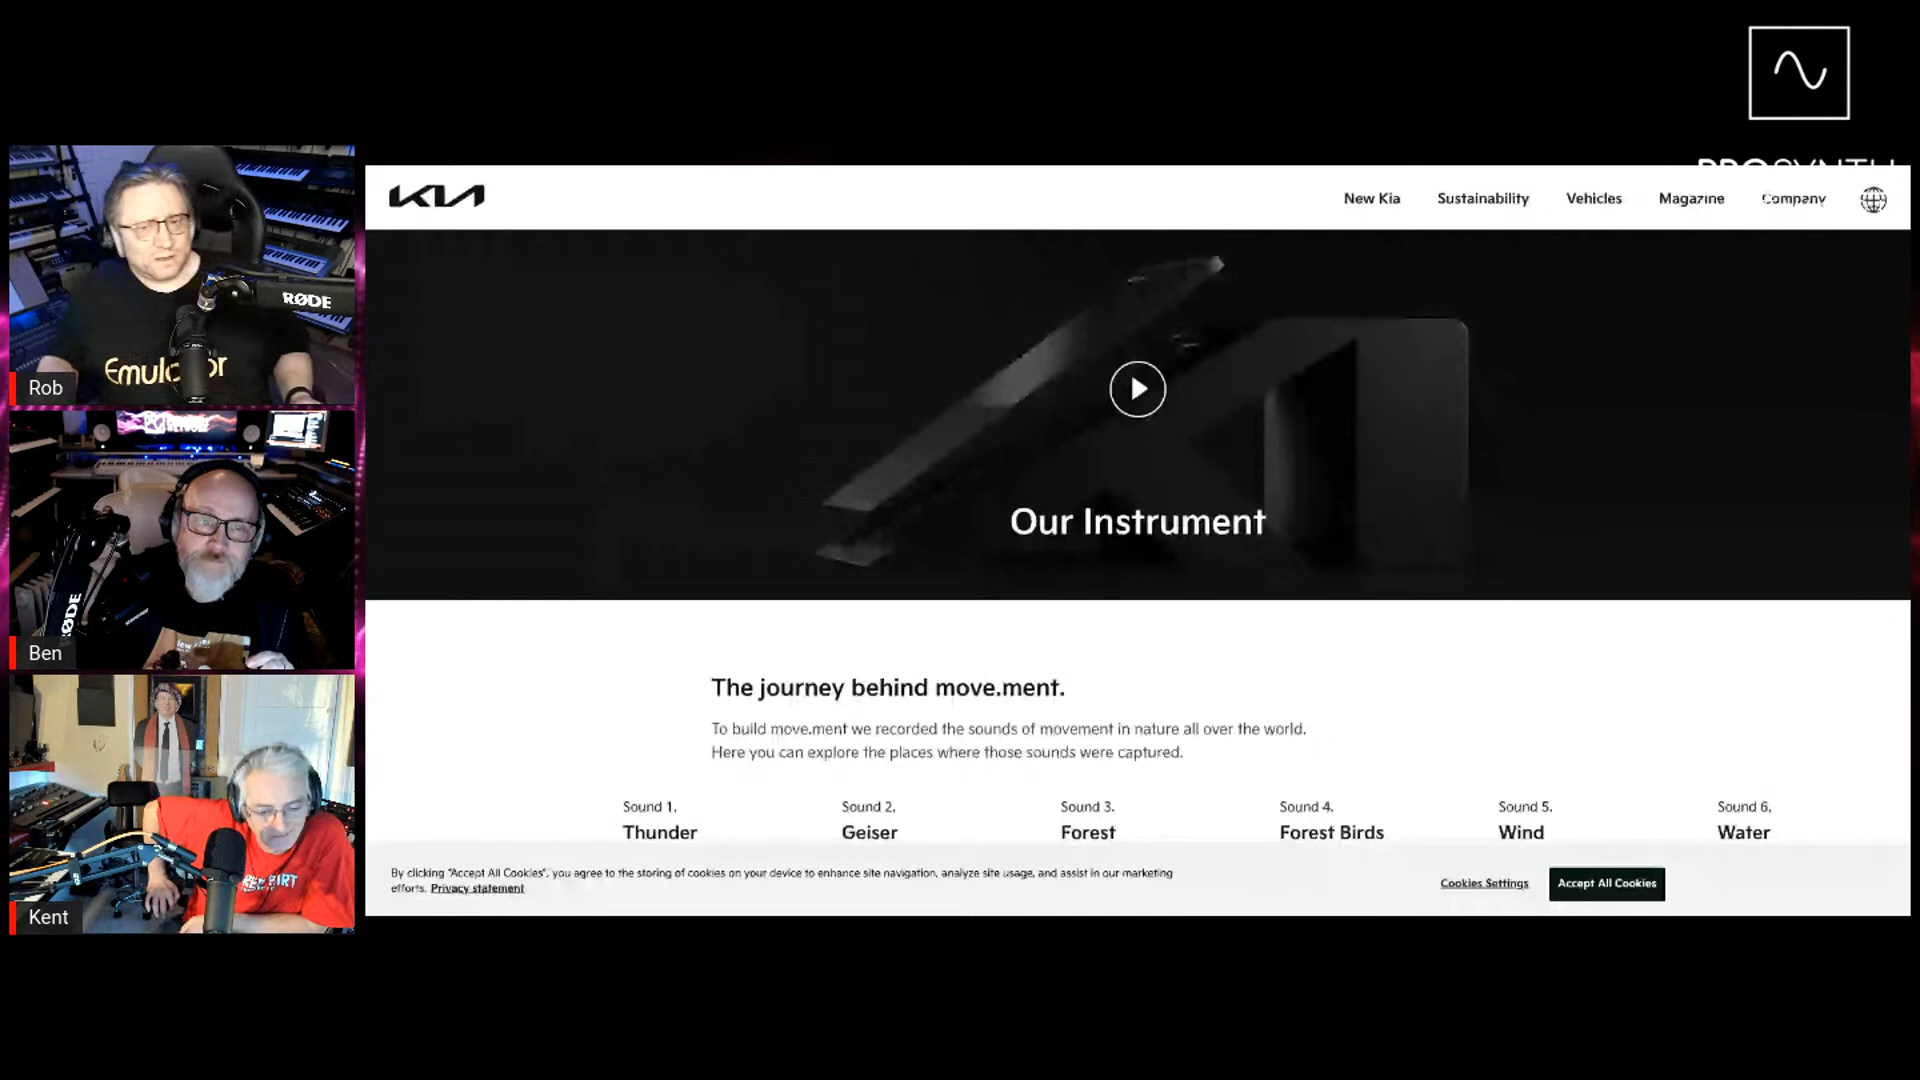 PROSYNTH
KIA
New Kia
Sustainability
Vehicles
Magazine
Company
RØDE
Rob
Our Instrument
RØDE
Ben
The journey behind move.ment.
To build move.ment we recorded the sounds of movement in nature all over the world.
Here you can explore the places where those sounds were captured.
Sound 1.
Thunder
Sound 2.
Geiser
Sound 3.
Forest
Sound 4.
Forest Birds
Sound 5.
Wind
Sound 6.
Water
By clicking "Accept All Cookies", you agree to the storing of cookies on your device to enhance site navigation, analyze site usage, and assist in our marketing
efforts. Privacy statement
Cookies Settings
Accept All Cookies
Kent